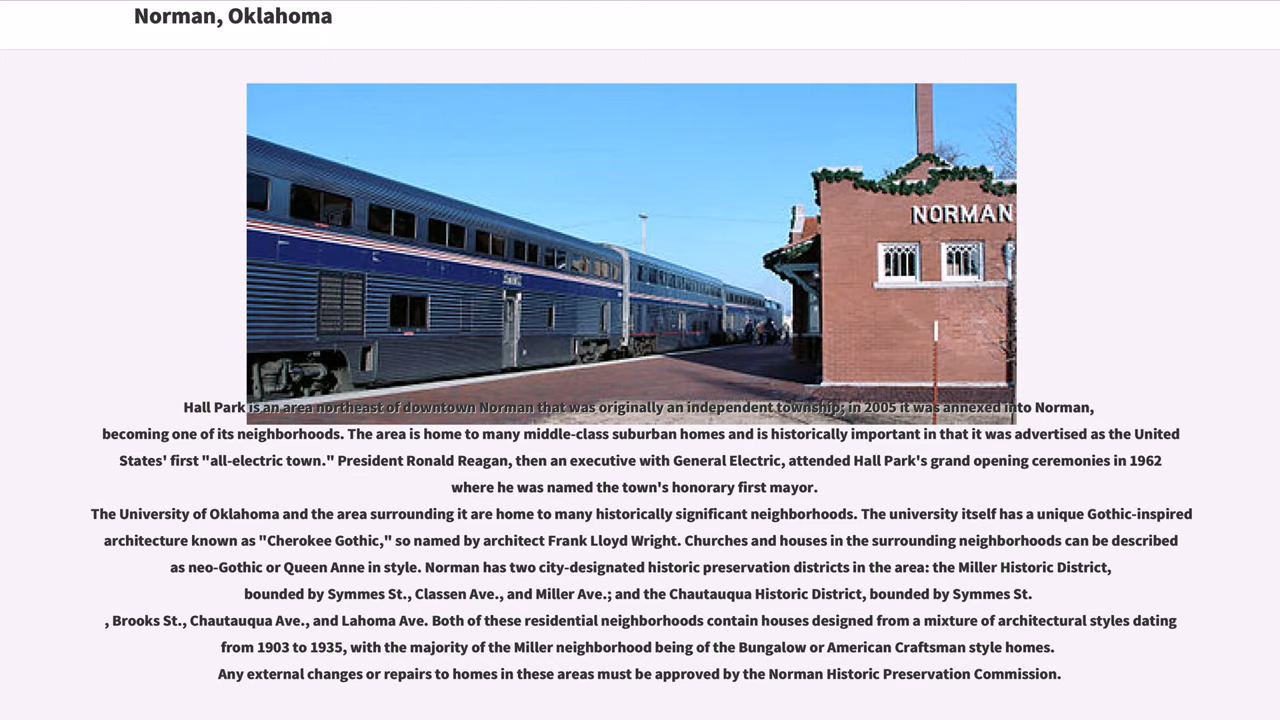 Norman, Oklahoma
NORMAN
Hall Park is an area northeast of downtown Norman that was originally an independent township; in 2005 it was annexed into Norman,
becoming one of its neighborhoods. The area is home to many middle-class suburban homes and is historically important in that it was advertised as the United
States' first "all-electric town." President Ronald Reagan, then an executive with General Electric, attended Hall Park's grand opening ceremonies in 1962
where he was named the town's honorary first mayor.
The University of Oklahoma and the area surrounding it are home to many historically significant neighborhoods. The university itself has a unique Gothic-inspired
architecture known as "Cherokee Gothic," so named by architect Frank Lloyd Wright. Churches and houses in the surrounding neighborhoods can be described
as neo-Gothic or Queen Anne in style. Norman has two city-designated historic preservation districts in the area: the Miller Historic District,
bounded by Symmes St., Classen Ave., and Miller Ave.; and the Chautauqua Historic District, bounded by Symmes St.
, Brooks St., Chautauqua Ave., and Lahoma Ave. Both of these residential neighborhoods contain houses designed from a mixture of architectural styles dating
from 1903 to 1935, with the majority of the Miller neighborhood being of the Bungalow or American Craftsman style homes.
Any external changes or repairs to homes in these areas must be approved by the Norman Historic Preservation Commission.